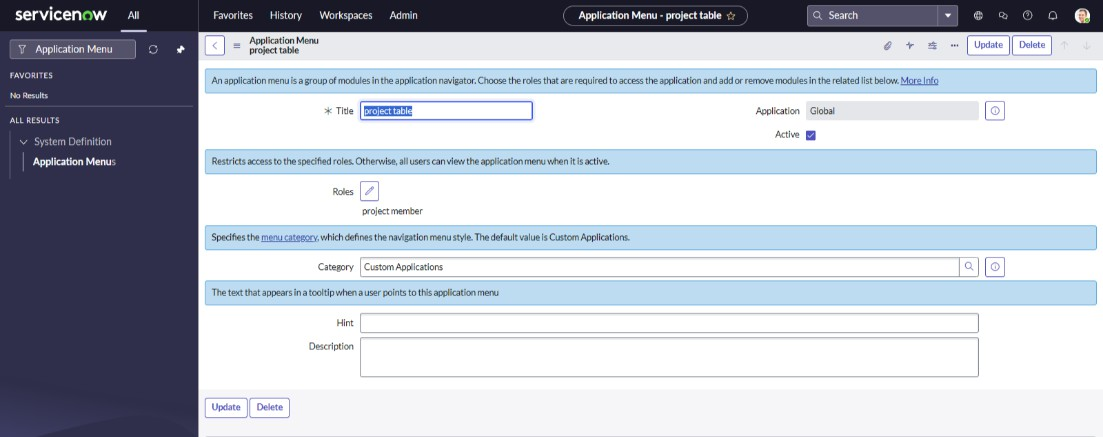 servicenow
All
Favorites
History
Workspaces
Admin
Application Menu - project table
Search
Application Menu
FAVORITES
No Results
ALL RESULTS
System Definition
Application Menus
Application Menu
project table
Update
Delete
An application menu is a group of modules in the application navigator. Choose the roles that are required to access the application and add or remove modules in the related list below. More Info
Title
project table
Application
Global
Active
Restricts access to the specified roles. Otherwise, all users can view the application menu when it is active.
Roles
project member
Specifies the menu category, which defines the navigation menu style. The default value is Custom Applications.
Category
Custom Applications
The text that appears in a tooltip when a user points to this application menu
Hint
Description
Update
Delete